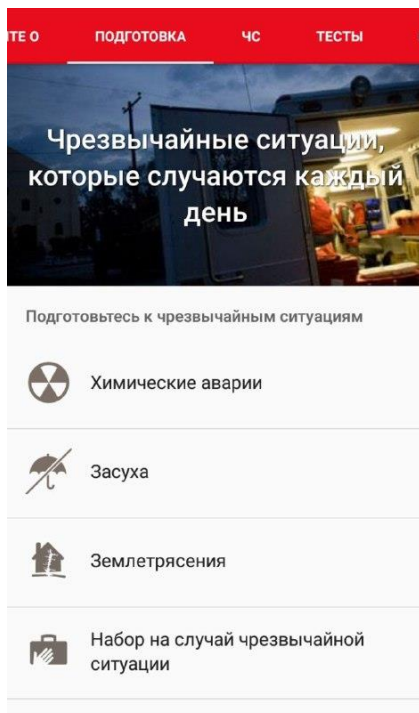 ТЕ О ПОДГОТОВКА ЧС ТЕСТЫ
Чрезвычайные ситуации,
которые случаются каждый
день
Подготовьтесь к чрезвычайным ситуациям
Химические аварии
Засуха
Землетрясения
Набор на случай чрезвычайной
ситуации